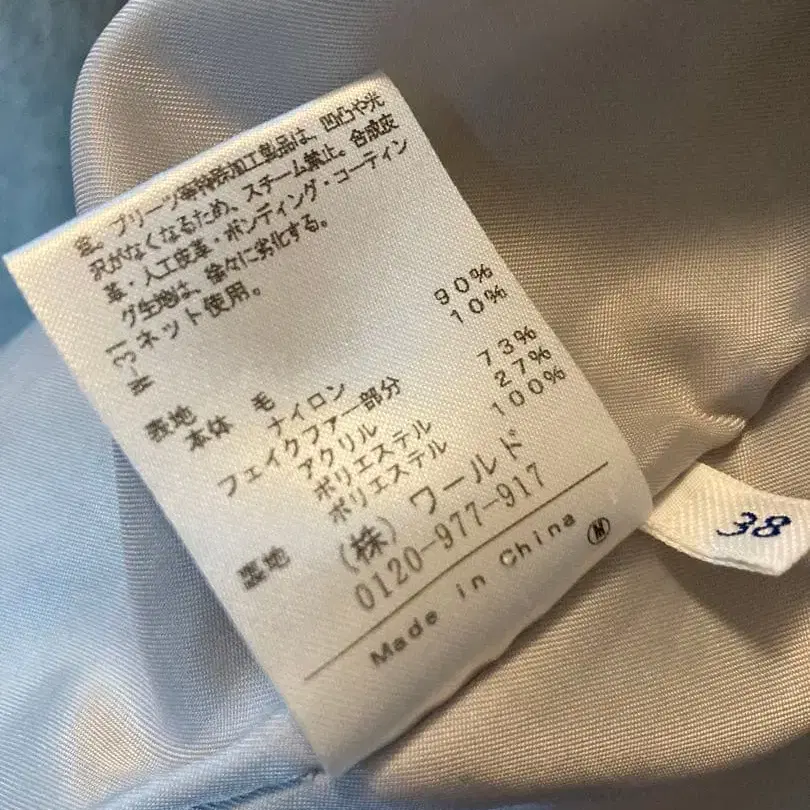 窓。プリーツ等特殊加工製品は、凹凸や光
沢がなくなるため、スチーム禁止。合成皮
革・人工皮革・ボンディング・コーティン
グ生地は、徐々に劣化する。
ネット使用。
表地
本体 毛 90%
ナイロン 10%
フェイクファー部分
アクリル 73%
ポリエステル 27%
裏地 ポリエステル 100%
(株) ワールド
0120-977-917
Made in China Ⓝ
38